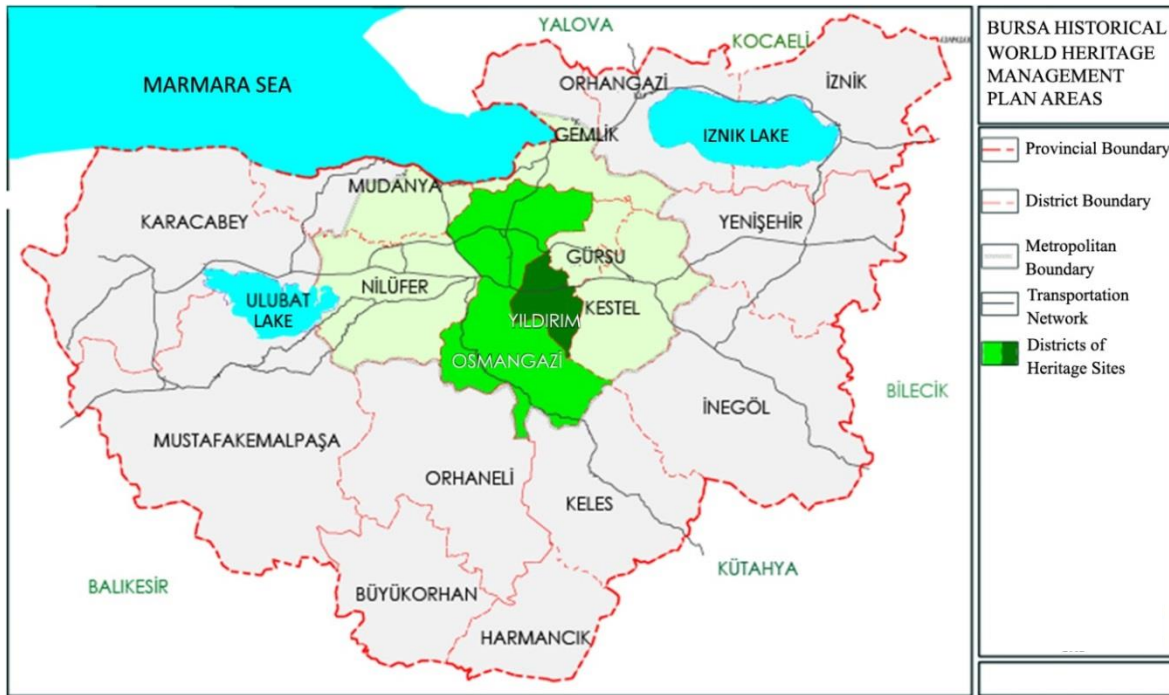 YALOVA
KOCAELİ
MARMARA SEA
ORHANGAZİ
İZNİK
GEMLİK
IZNIK LAKE
MUDANYA
KARACABEY
YENİŞEHİR
GÜRSU
NİLÜFER
ULUBAT
LAKE
KESTEL
YILDIRIM
OSMANGAZİ
BİLECİK
İNEGÖL
MUSTAFAKEMALPAŞA
ORHANELİ
KELES
KÜTAHYA
BALIKESİR
BÜYÜKORHAN
HARMANCIK
BURSA HISTORICAL
WORLD HERITAGE
MANAGEMENT
PLAN AREAS
Provincial Boundary
District Boundary
Metropolitan
Boundary
Transportation
Network
Districts of
Heritage Sites